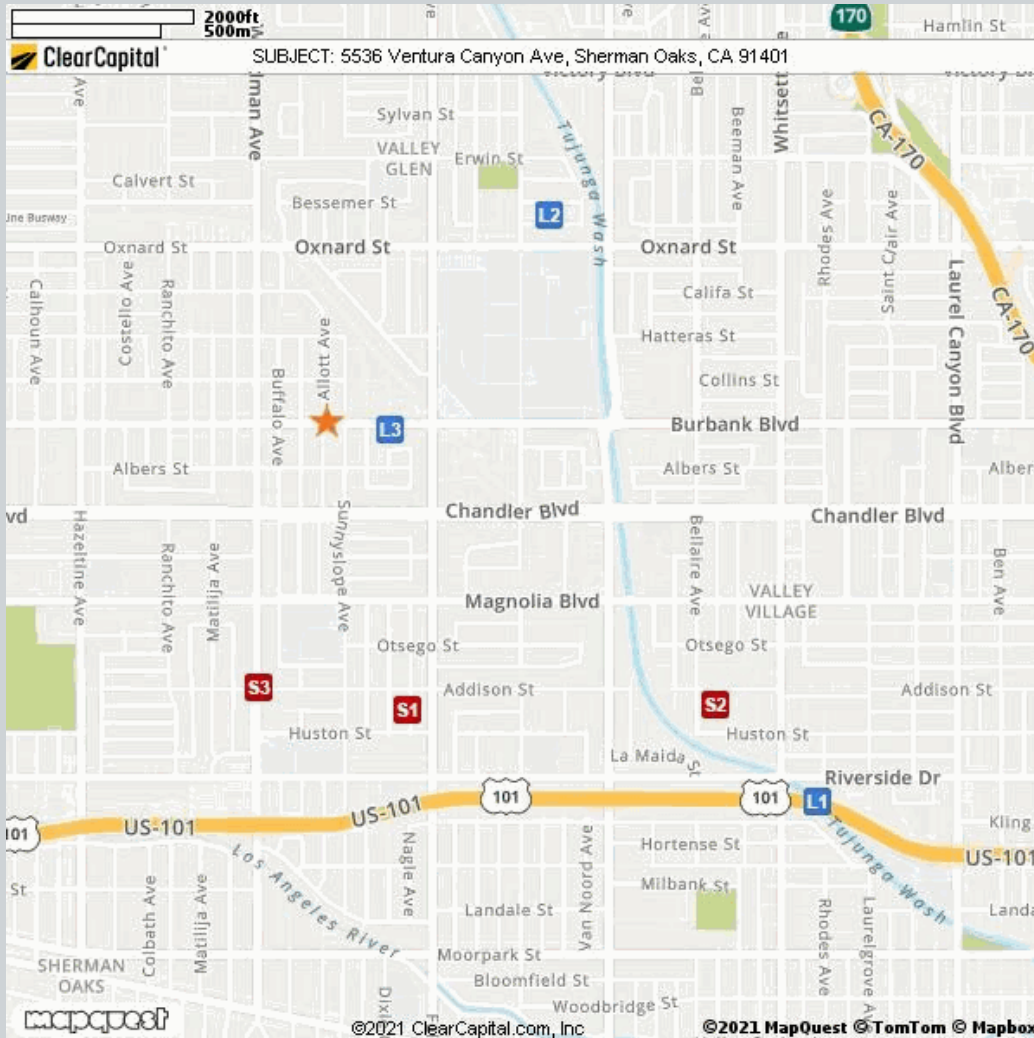 2000ft
500m
170
Hamlin St
ClearCapital
SUBJECT: 5536 Ventura Canyon Ave, Sherman Oaks, CA 91401
Ave
Sylvan St
VALLEY
GLEN
Erwin St
Tujunga Wash
Beeman Ave
Whitsett
CA-170
Calvert St
Bessemer St
L2
Rhodes Ave
Saint Clair Ave
Oxnard St
Oxnard St
Oxnard St
Calhoun Ave
Costello Ave
Ranchito Ave
Allott Ave
Califa St
Hatteras St
Collins St
Laurel Canyon Blvd
CA-170
Buffalo Ave
L3
Burbank Blvd
Albers St
Albers St
Alber
vd
Chandler Blvd
Chandler Blvd
Hazeltine Ave
Ranchito Ave
Matilija Ave
Sunnyslope Ave
Bellaire Ave
Ben Ave
Magnolia Blvd
VALLEY
VILLAGE
Otsego St
Otsego St
S3
S1
Addison St
S2
Addison St
Huston St
Huston St
La Maida St
Riverside Dr
101
US-101
US-101
101
101
L1
Kling
US-101
Los Angeles River
Nagle Ave
Van Noord Ave
Hortense St
Tujunga Wash
St
Colbath Ave
Matilija Ave
Milbank St
Landale St
Rhodes Ave
Laurelgrove Av
Landa
Moorpark St
SHERMAN
OAKS
Bloomfield St
Dixi
Woodbridge St
mapquest
©2021 ClearCapital.com, Inc
©2021 MapQuest © TomTom © Mapbox